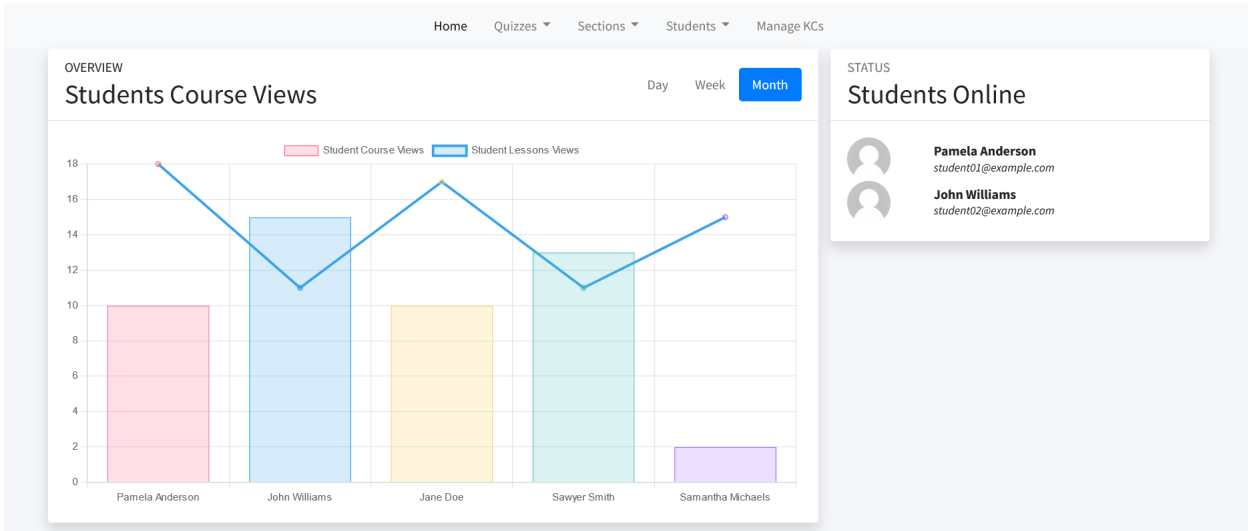 Home Quizzes Sections Students Manage KCs
OVERVIEW
Students Course Views
Day Week Month
Student Course Views Student Lessons Views
18
16
14
12
10
8
6
4
2
0
Pamela Anderson John Williams Jane Doe Sawyer Smith Samantha Michaels
STATUS
Students Online
Pamela Anderson
student01@example.com
John Williams
student02@example.com